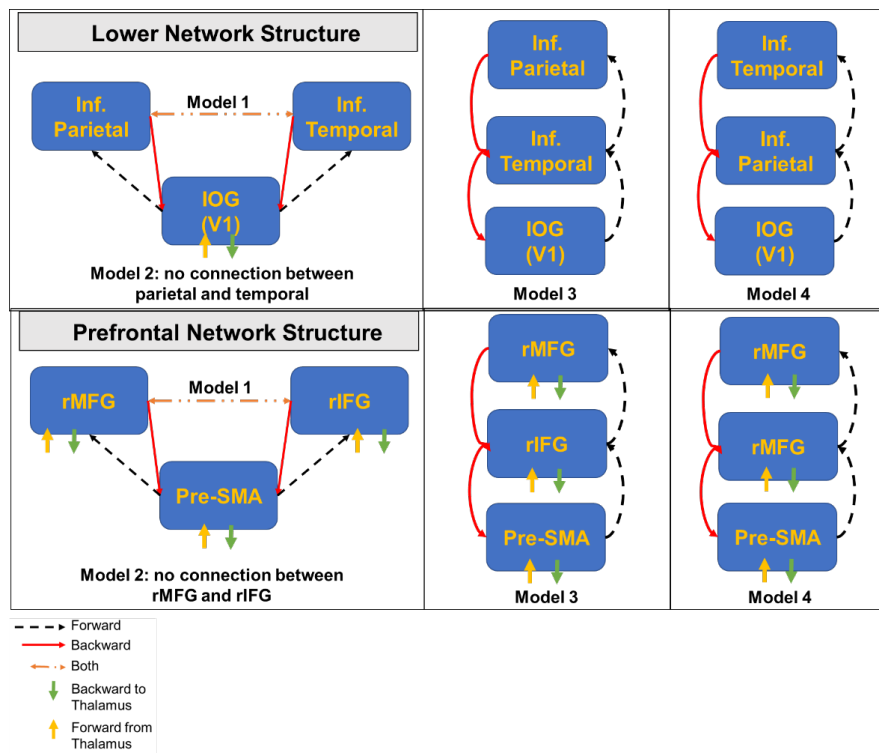 Lower Network Structure
Model 1
Inf.
Parietal
Inf.
Temporal
IOG
(V1)
Model 2: no connection between
parietal and temporal
Inf.
Parietal
Inf.
Temporal
IOG
(V1)
Model 3
Inf.
Temporal
Inf.
Parietal
IOG
(V1)
Model 4
Prefrontal Network Structure
Model 1
rMFG
rIFG
Pre-SMA
Model 2: no connection between
rMFG and rIFG
rMFG
rIFG
Pre-SMA
Model 3
rMFG
rMFG
Pre-SMA
Model 4
Forward
Backward
Both
Backward to
Thalamus
Forward from
Thalamus